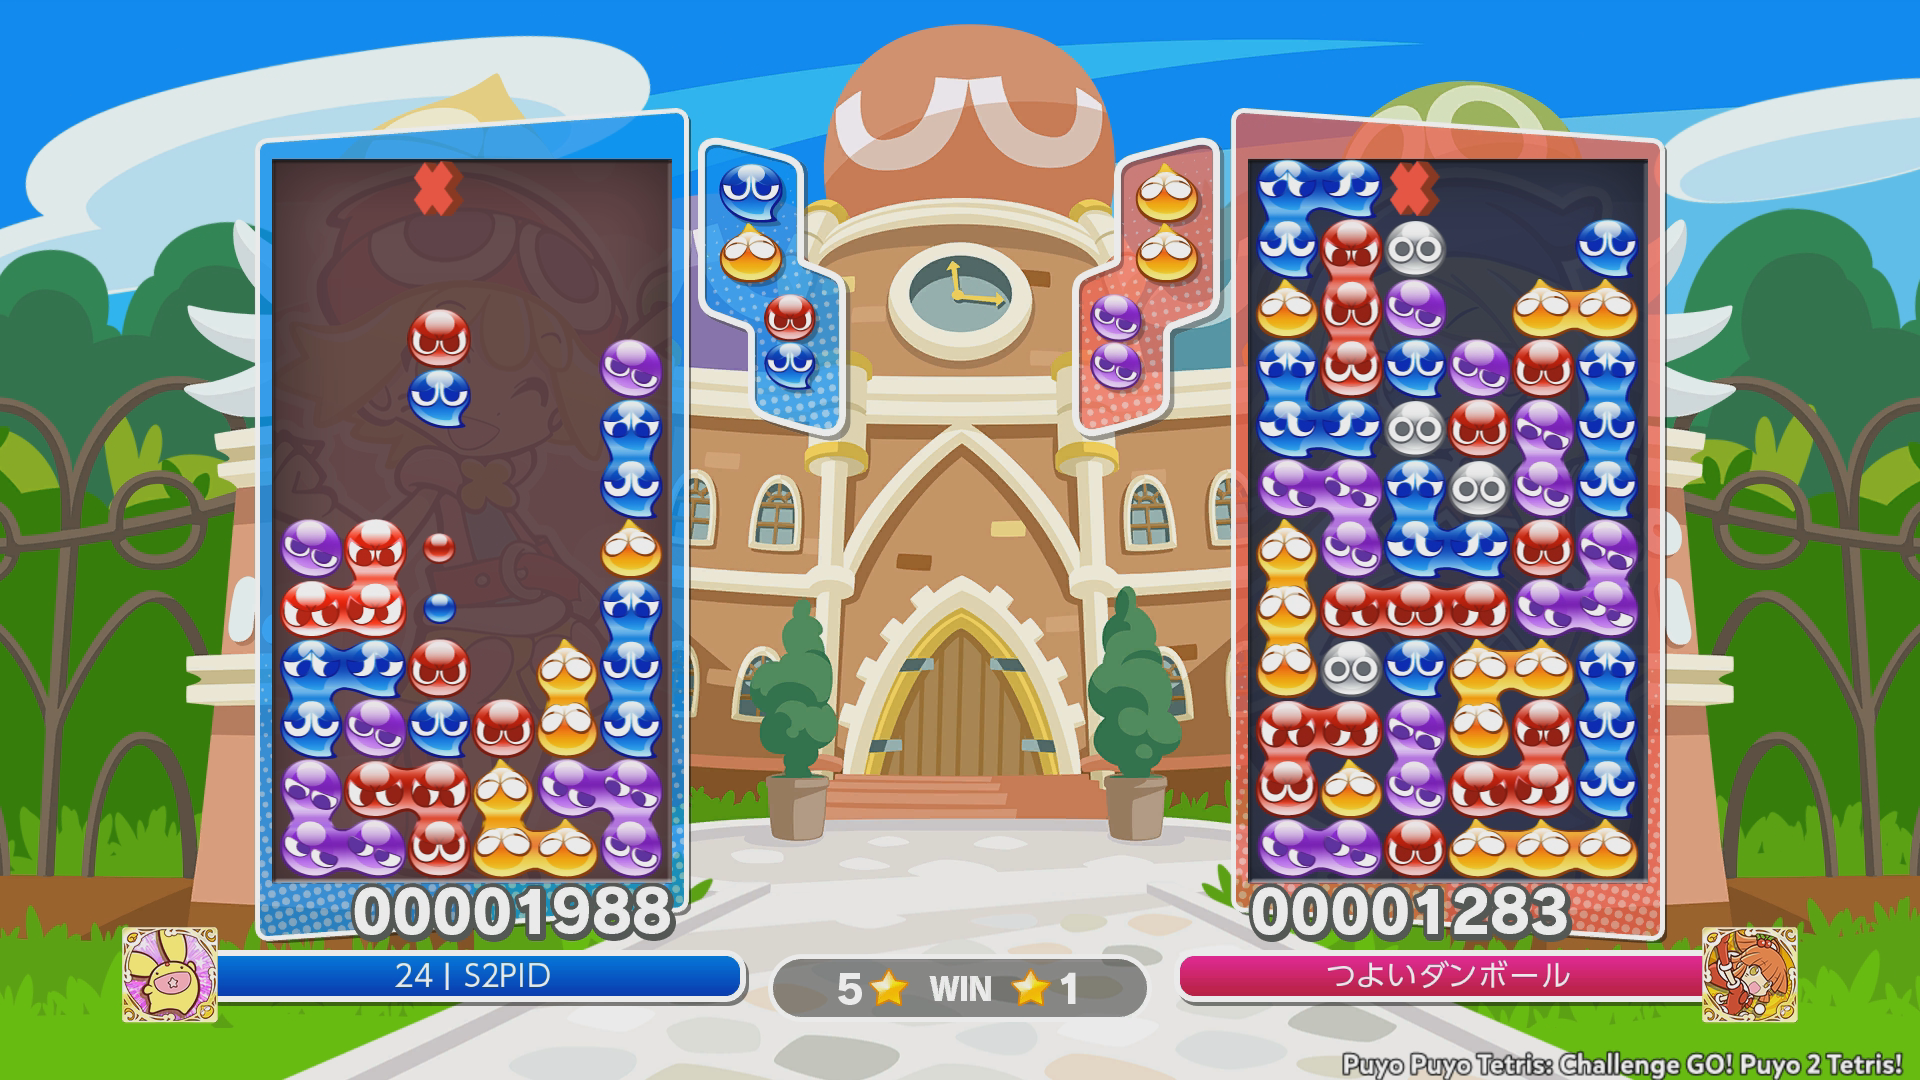 00001988
00001283
24 | S2PID
5 WIN 1
つよいダンボール
Puyo Puyo Tetris: Challenge GO! Puyo 2 Tetris!